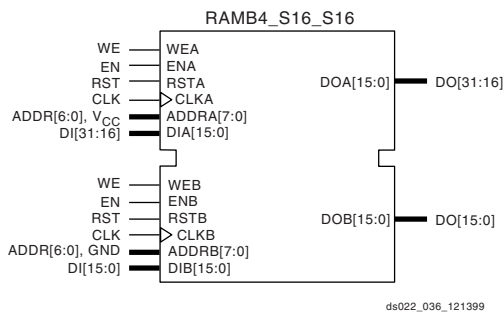 RAMB4_S16_S16
WE WEA
EN ENA
RST RSTA DOA[15:0] DO[31:16]
CLK CLKA
ADDR[6:0], VCC ADDRA[7:0]
DI[31:16] DIA[15:0]
WE WEB
EN ENB
RST RSTB DOB[15:0] DO[15:0]
CLK CLKB
ADDR[6:0], GND ADDRB[7:0]
DI[15:0] DIB[15:0]
ds022_036_121399